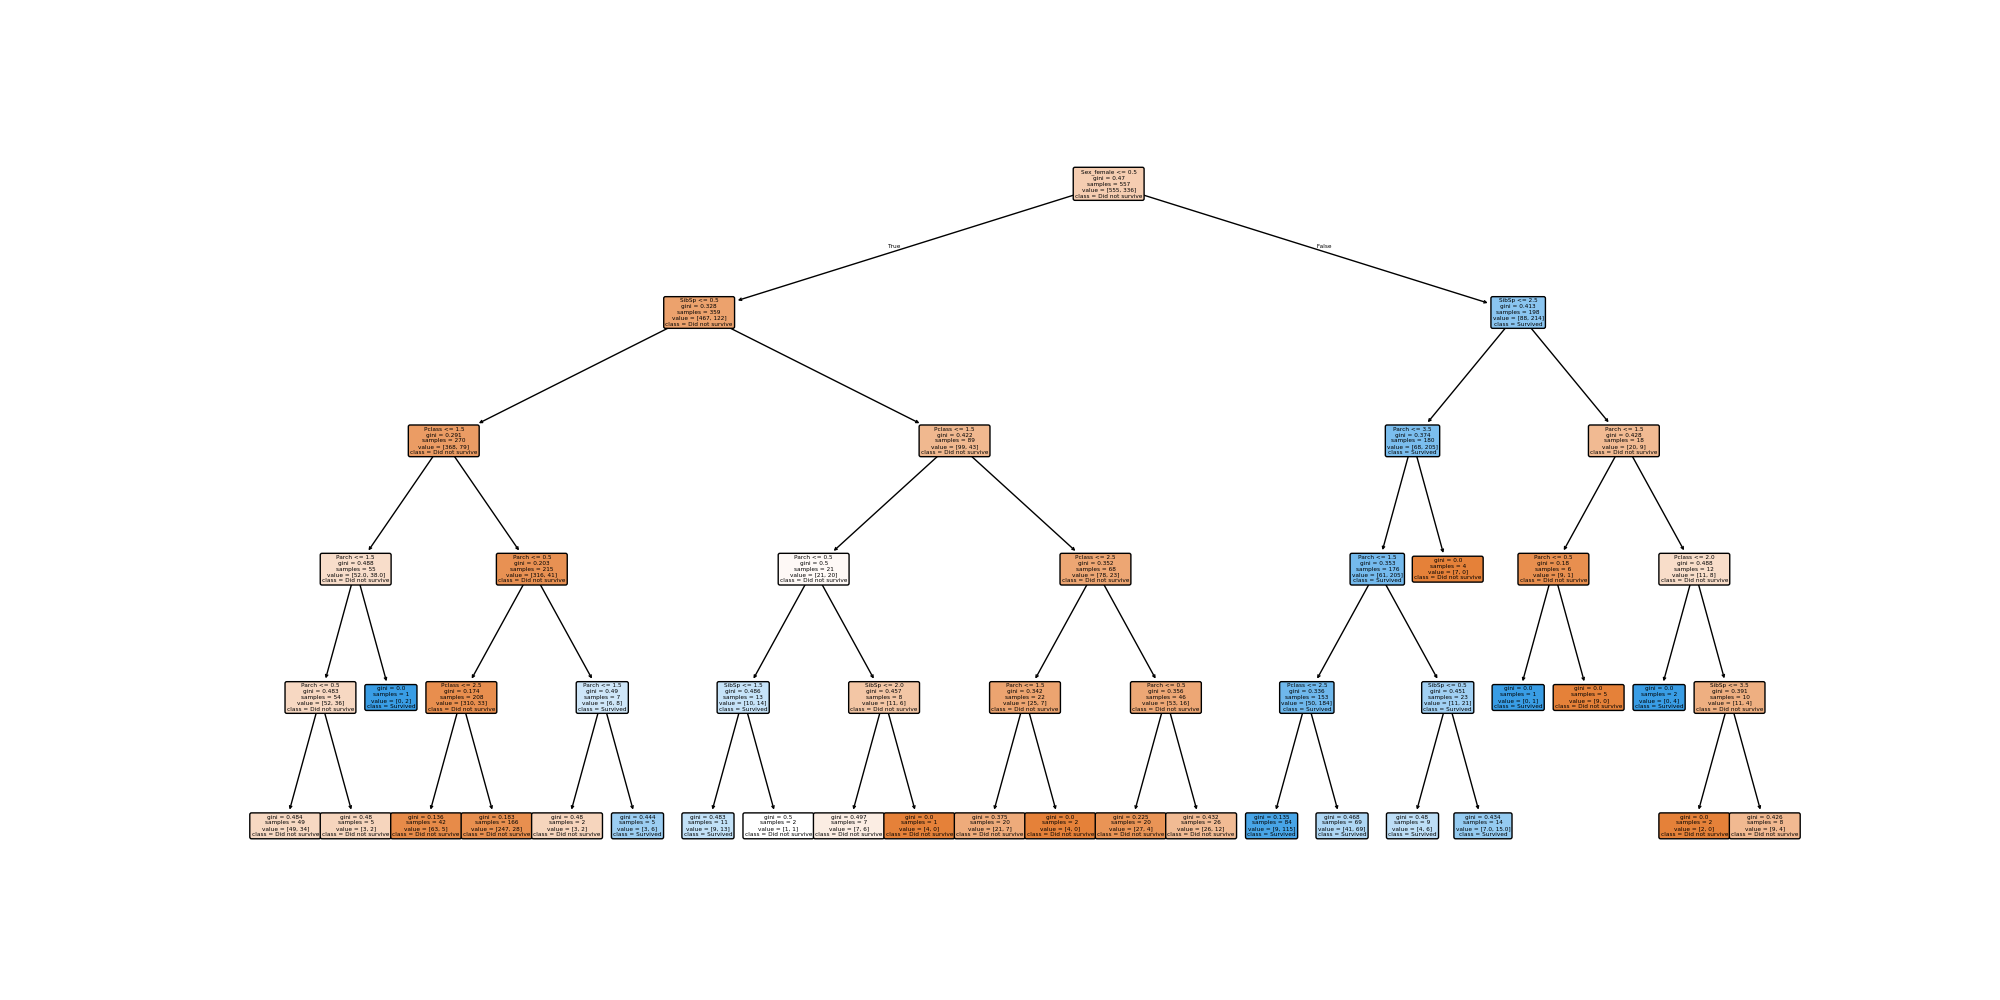 Sex_female <= 0.5
gini = 0.47
samples = 557
value = [555, 336]
class = Did not survive
True
False
SibSp <= 0.5
gini = 0.328
samples = 359
value = [467, 122]
class = Did not survive
SibSp <= 2.5
gini = 0.413
samples = 198
value = [88, 214]
class = Survived
Pclass <= 1.5
gini = 0.291
samples = 270
value = [368, 79]
class = Did not survive
Pclass <= 1.5
gini = 0.422
samples = 89
value = [99, 43]
class = Did not survive
Parch <= 3.5
gini = 0.374
samples = 180
value = [68, 205]
class = Survived
Parch <= 1.5
gini = 0.428
samples = 18
value = [20, 9]
class = Did not survive
Parch <= 1.5
gini = 0.488
samples = 55
value = [52.0, 38.0]
class = Did not survive
Parch <= 0.5
gini = 0.203
samples = 215
value = [316, 41]
class = Did not survive
Parch <= 0.5
gini = 0.5
samples = 21
value = [21, 20]
class = Did not survive
Pclass <= 2.5
gini = 0.352
samples = 68
value = [78, 23]
class = Did not survive
Parch <= 1.5
gini = 0.353
samples = 176
value = [61, 205]
class = Survived
gini = 0.0
samples = 4
value = [7, 0]
class = Did not survive
Parch <= 0.5
gini = 0.18
samples = 6
value = [9, 1]
class = Did not survive
Pclass <= 2.0
gini = 0.488
samples = 12
value = [11, 8]
class = Did not survive
Parch <= 0.5
gini = 0.483
samples = 54
value = [52, 36]
class = Did not survive
gini = 0.0
samples = 1
value = [0, 2]
class = Survived
Pclass <= 2.5
gini = 0.174
samples = 208
value = [310, 33]
class = Did not survive
Parch <= 1.5
gini = 0.49
samples = 7
value = [6, 8]
class = Survived
SibSp <= 1.5
gini = 0.486
samples = 13
value = [10, 14]
class = Survived
SibSp <= 2.0
gini = 0.457
samples = 8
value = [11, 6]
class = Did not survive
Parch <= 1.5
gini = 0.342
samples = 22
value = [25, 7]
class = Did not survive
Parch <= 0.5
gini = 0.356
samples = 46
value = [53, 16]
class = Did not survive
Pclass <= 2.5
gini = 0.336
samples = 153
value = [50, 184]
class = Survived
SibSp <= 0.5
gini = 0.451
samples = 23
value = [11, 21]
class = Survived
gini = 0.0
samples = 1
value = [0, 1]
class = Survived
gini = 0.0
samples = 5
value = [9, 0]
class = Did not survive
gini = 0.0
samples = 2
value = [0, 4]
class = Survived
SibSp <= 3.5
gini = 0.391
samples = 10
value = [11, 4]
class = Did not survive
gini = 0.484
samples = 49
value = [49, 34]
class = Did not survive
gini = 0.48
samples = 5
value = [3, 2]
class = Did not survive
gini = 0.136
samples = 42
value = [63, 5]
class = Did not survive
gini = 0.183
samples = 166
value = [247, 28]
class = Did not survive
gini = 0.48
samples = 2
value = [3, 2]
class = Did not survive
gini = 0.444
samples = 5
value = [3, 6]
class = Survived
gini = 0.483
samples = 11
value = [9, 13]
class = Survived
gini = 0.5
samples = 2
value = [1, 1]
class = Did not survive
gini = 0.497
samples = 7
value = [7, 6]
class = Did not survive
gini = 0.0
samples = 1
value = [4, 0]
class = Did not survive
gini = 0.375
samples = 20
value = [21, 7]
class = Did not survive
gini = 0.0
samples = 2
value = [4, 0]
class = Did not survive
gini = 0.225
samples = 20
value = [27, 4]
class = Did not survive
gini = 0.432
samples = 26
value = [26, 12]
class = Did not survive
gini = 0.135
samples = 84
value = [9, 115]
class = Survived
gini = 0.468
samples = 69
value = [41, 69]
class = Survived
gini = 0.48
samples = 9
value = [4, 6]
class = Survived
gini = 0.434
samples = 14
value = [7.0, 15.0]
class = Survived
gini = 0.0
samples = 2
value = [2, 0]
class = Did not survive
gini = 0.426
samples = 8
value = [9, 4]
class = Did not survive